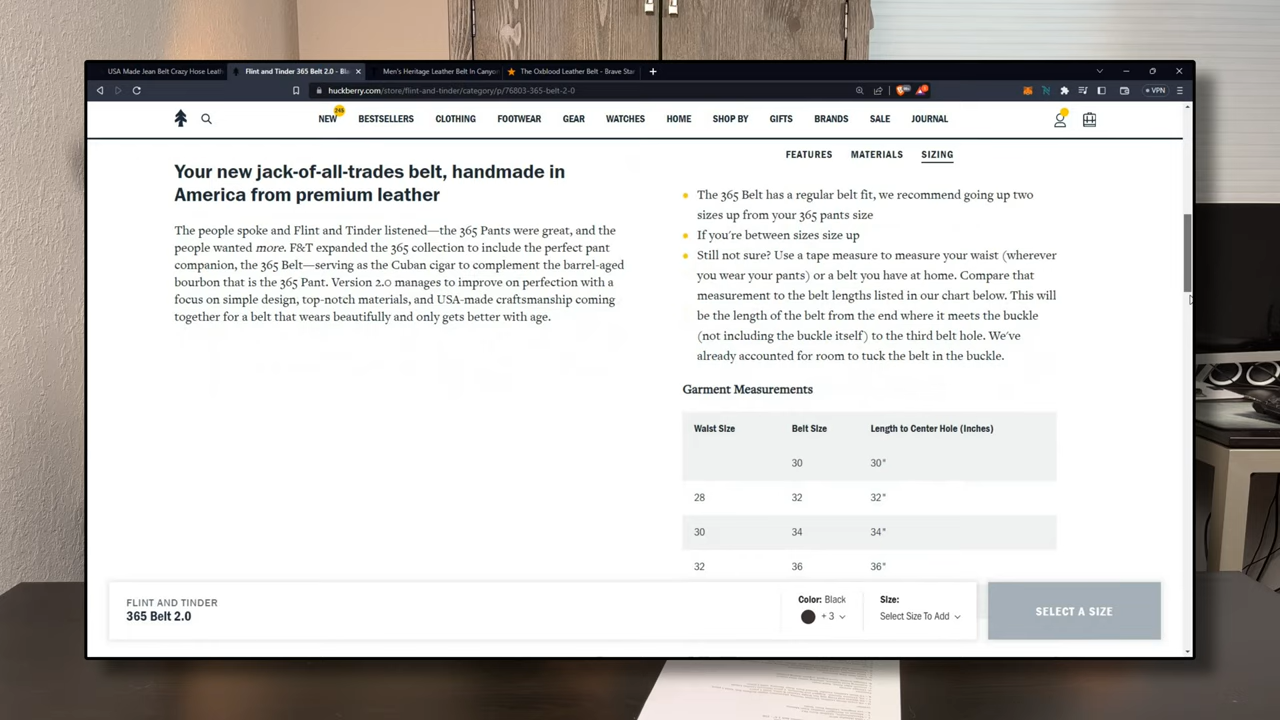 USA Made Jean Belt Crazy Hose Leath
Flint and Tinder 365 Belt 2.0 - Bla
Men's Heritage Leather Belt In Canyo
The Oxblood Leather Belt - Brave Sta
huckberry.com/store/flint-and-tinder/category/p/76803-365-belt-2-0
VPN
249
NEW BESTSELLERS CLOTHING FOOTWEAR GEAR WATCHES HOME SHOP BY GIFTS BRANDS SALE JOURNAL
FEATURES MATERIALS SIZING
Your new jack-of-all-trades belt, handmade in
America from premium leather
The people spoke and Flint and Tinder listened—the 365 Pants were great, and the
people wanted more. F&T expanded the 365 collection to include the perfect pant
companion, the 365 Belt—serving as the Cuban cigar to complement the barrel-aged
bourbon that is the 365 Pant. Version 2.0 manages to improve on perfection with a
focus on simple design, top-notch materials, and USA-made craftsmanship coming
together for a belt that wears beautifully and only gets better with age.
The 365 Belt has a regular belt fit, we recommend going up two
sizes up from your 365 pants size
If you're between sizes size up
Still not sure? Use a tape measure to measure your waist (wherever
you wear your pants) or a belt you have at home. Compare that
measurement to the belt lengths listed in our chart below. This will
be the length of the belt from the end where it meets the buckle
(not including the buckle itself) to the third belt hole. We've
already accounted for room to tuck the belt in the buckle.
Garment Measurements
Waist Size Belt Size Length to Center Hole (Inches)
30 30"
28 32 32"
30 34 34"
32 36 36"
FLINT AND TINDER
365 Belt 2.0
Color: Black
+ 3
Size:
Select Size To Add
SELECT A SIZE